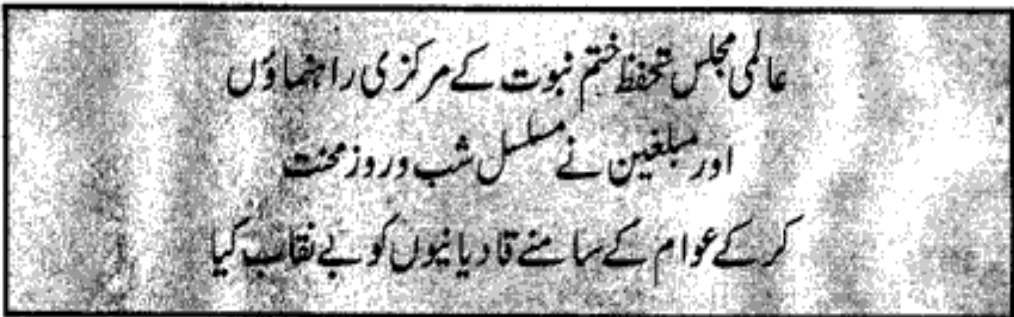 عالمی مجلس تحفظ ختم نبوت کے مرکزی راہنماؤں
اور مبلغین نے مسلسل شب و روز محنت
کر کے عوام کے سامنے قادیانیوں کو بے نقاب کیا